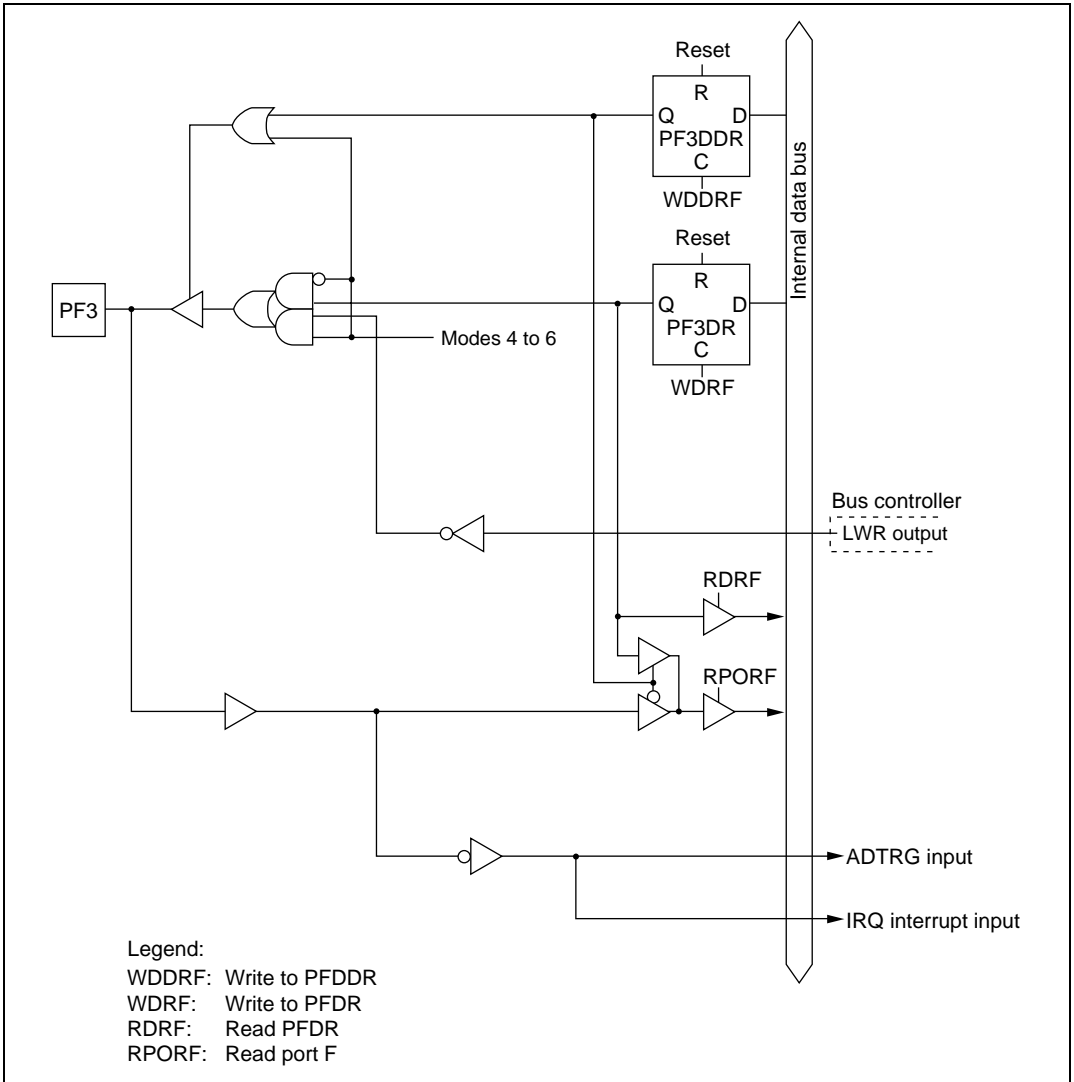 Reset
R
Q D
PF3DDR
C
WDDRF
Internal data bus
Reset
R
Q D
PF3DR
C
WDRF
PF3
Modes 4 to 6
Bus controller
LWR output
RDRF
RPORF
ADTRG input
IRQ interrupt input
Legend:
WDDRF: Write to PFDDR
WDRF: Write to PFDR
RDRF: Read PFDR
RPORF: Read port F